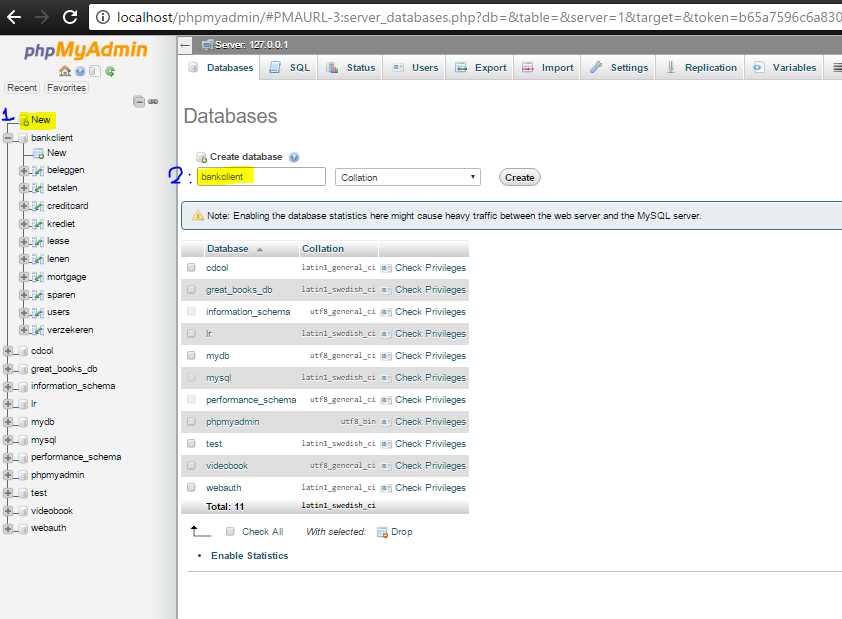 localhost/phpmyadmin/#PMAURL-3:server_databases.php?db=&table=&server=1&target=&token=b65a7596c6a830
phpMyAdmin
Recent Favorites
1
New
bankclient
New
beleggen
betalen
creditcard
krediet
lease
lenen
mortgage
sparen
users
verzekeren
cdcol
great_books_db
information_schema
lr
mydb
mysql
performance_schema
phpmyadmin
test
videobook
webauth
Server: 127.0.0.1
Databases SQL Status Users Export Import Settings Replication Variables
Databases
Create database
2: bankclient Collation Create
Note: Enabling the database statistics here might cause heavy traffic between the web server and the MySQL server.
Database Collation
cdcol latin1_general_ci Check Privileges
great_books_db latin1_swedish_ci Check Privileges
information_schema utf8_general_ci Check Privileges
lr latin1_swedish_ci Check Privileges
mydb utf8_general_ci Check Privileges
mysql latin1_swedish_ci Check Privileges
performance_schema utf8_general_ci Check Privileges
phpmyadmin utf8_bin Check Privileges
test latin1_swedish_ci Check Privileges
videobook utf8_general_ci Check Privileges
webauth latin1_general_ci Check Privileges
Total: 11 latin1_swedish_ci
Check All With selected: Drop
• Enable Statistics